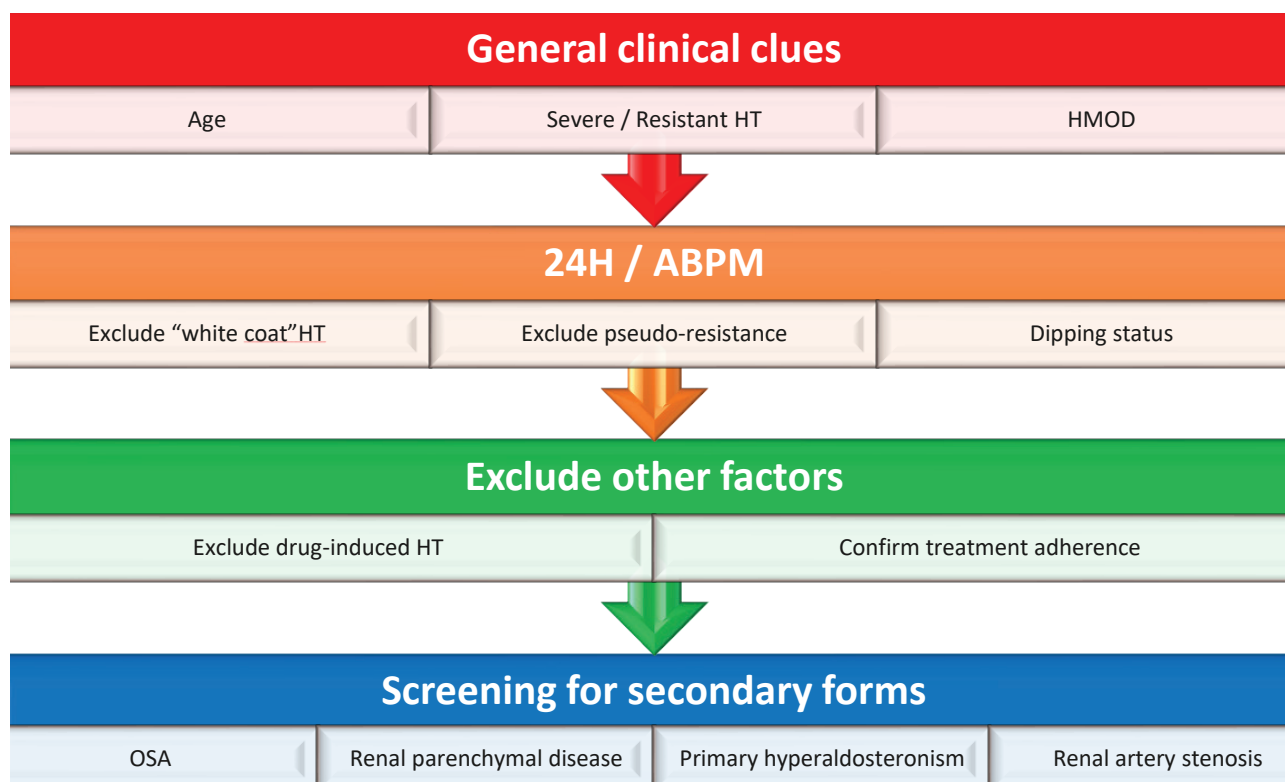 General clinical clues
Age
Severe / Resistant HT
HMOD
24H / ABPM
Exclude “white coat”HT
Exclude pseudo-resistance
Dipping status
Exclude other factors
Exclude drug-induced HT
Confirm treatment adherence
Screening for secondary forms
OSA
Renal parenchymal disease
Primary hyperaldosteronism
Renal artery stenosis